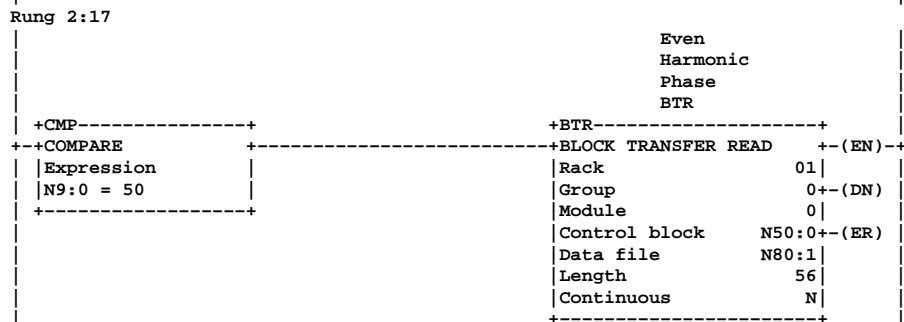 Rung 2:17
|                                                                Even                   |
|                                                                Harmonic               |
|                                                                Phase                  |
|                                                                BTR                    |
| +CMP---------------+                             +BTR--------------------+       |
+-+COMPARE           +-----------------------------+BLOCK TRANSFER READ    +-(EN)-+
| |Expression        |                             |Rack                 01|       |
| |N9:0 = 50         |                             |Group                 0+-(DN)  |
| +------------------+                             |Module                0|       |
|                                                  |Control block     N50:0+-(ER)  |
|                                                  |Data file         N80:1|       |
|                                                  |Length               56|       |
|                                                  |Continuous            N|       |
|                                                  +-----------------------+       |